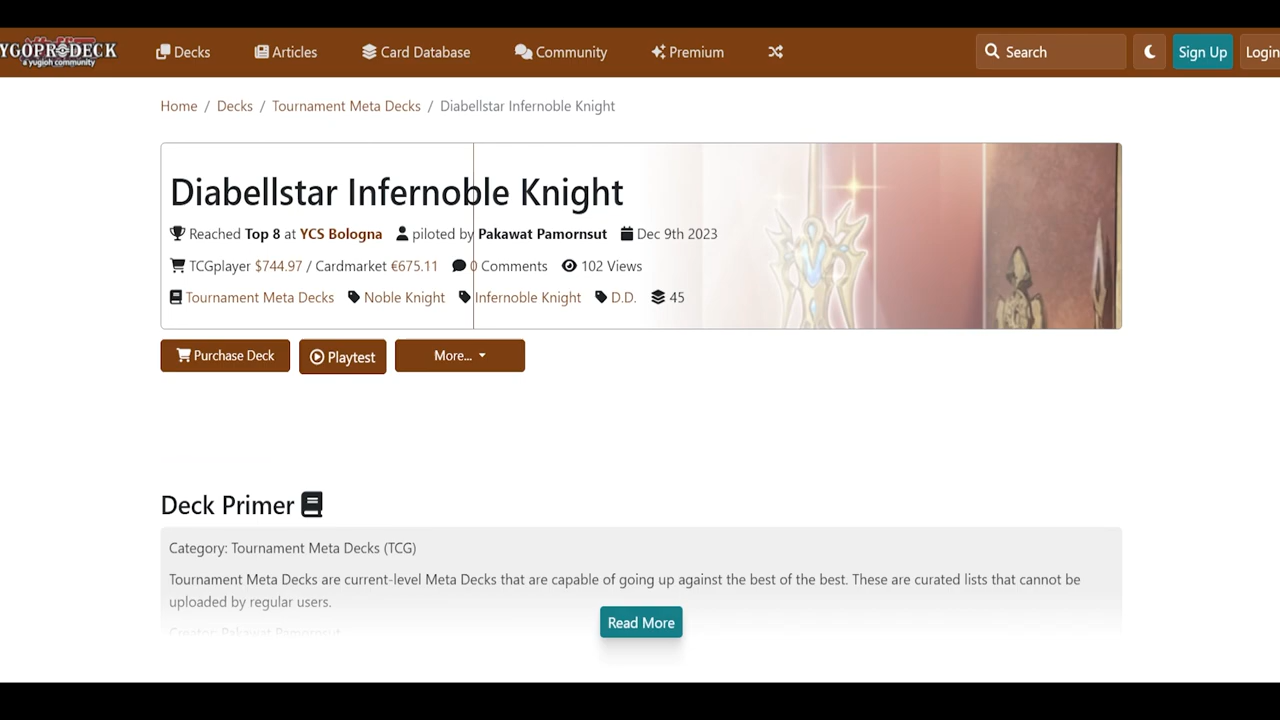 YGOPRODECK
a yugioh community
Decks
Articles
Card Database
Community
Premium
Search
Sign Up
Login
Home / Decks / Tournament Meta Decks / Diabellstar Infernoble Knight
Diabellstar Infernoble Knight
Reached Top 8 at YCS Bologna piloted by Pakawat Pamornsut Dec 9th 2023
TCGplayer $744.97 / Cardmarket €675.11 0 Comments 102 Views
Tournament Meta Decks Noble Knight Infernoble Knight D.D. 45
Purchase Deck
Playtest
More...
Deck Primer
Category: Tournament Meta Decks (TCG)
Tournament Meta Decks are current-level Meta Decks that are capable of going up against the best of the best. These are curated lists that cannot be
uploaded by regular users.
Creator: Pakawat Pamornsut
Read More